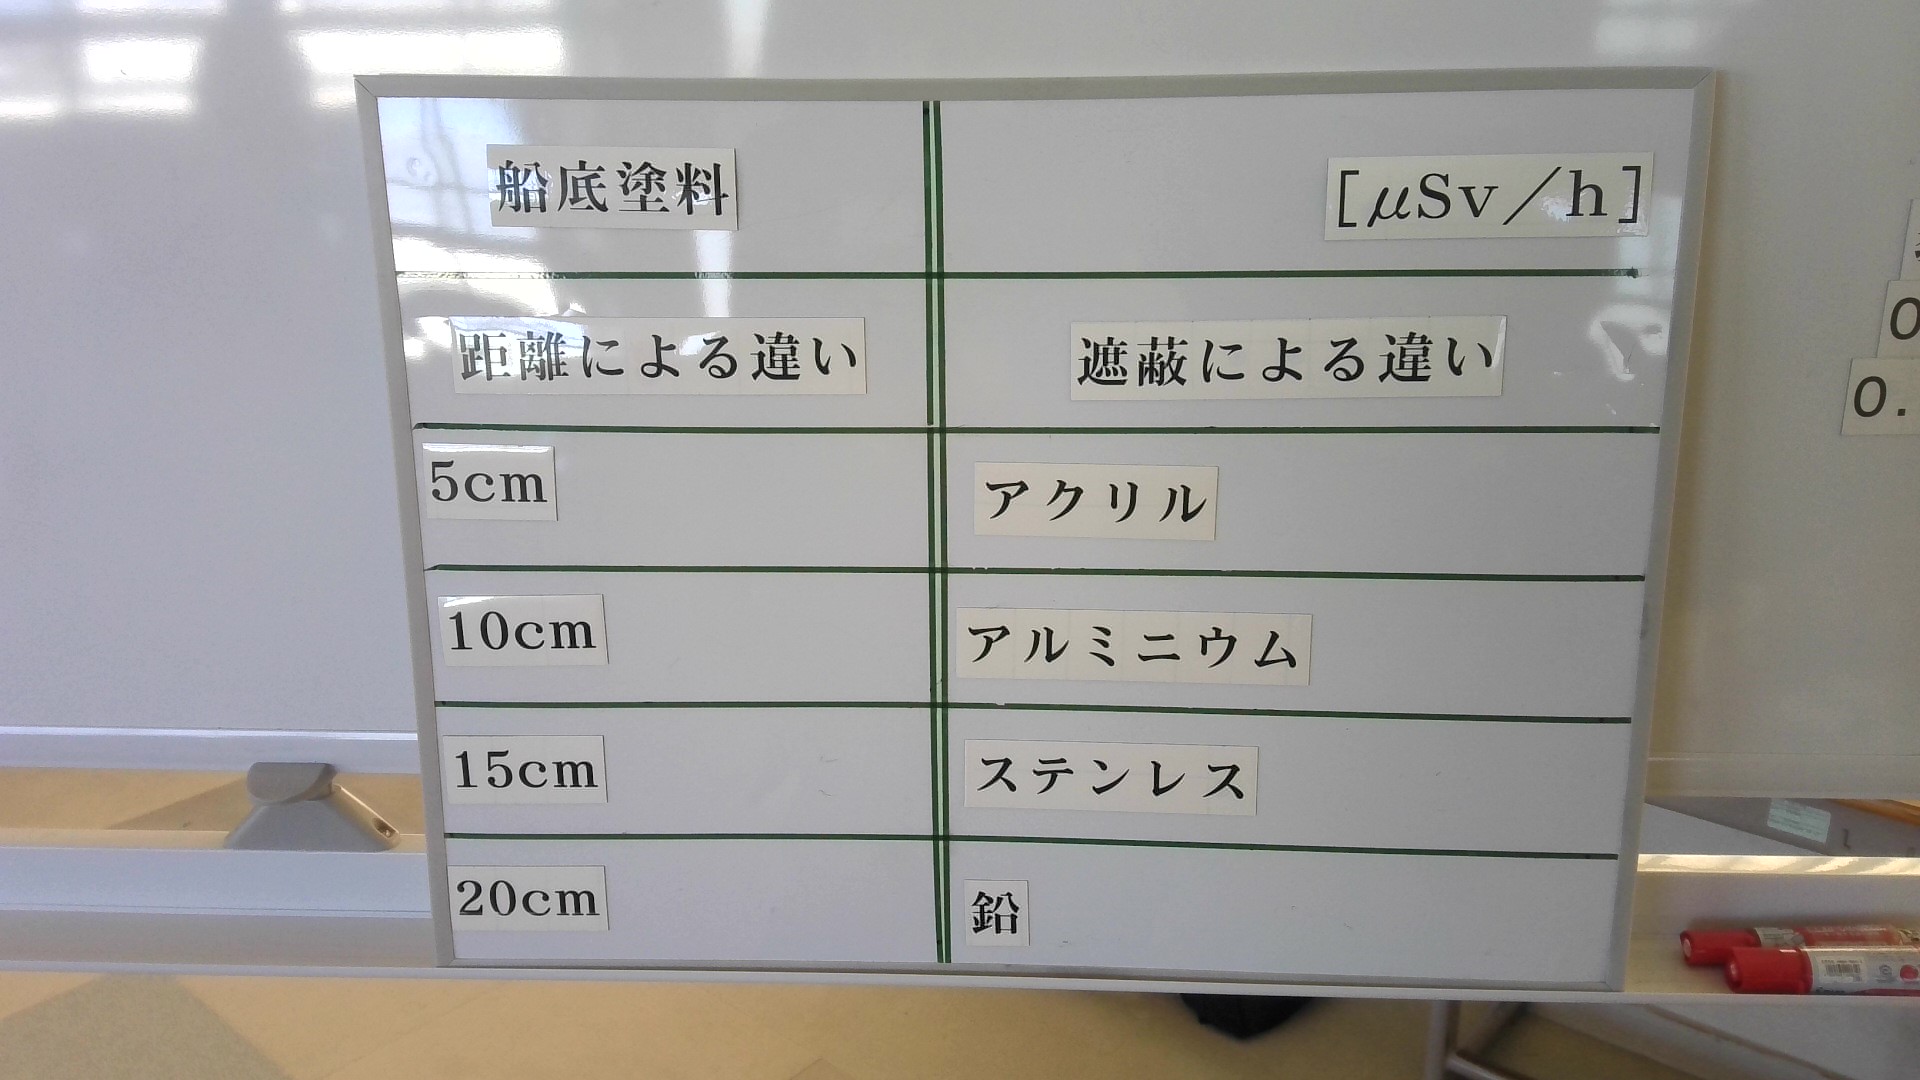 船底塗料 [μSv/h]
距離による違い 遮蔽による違い
5cm アクリル
10cm アルミニウム
15cm ステンレス
20cm 鉛
0
0.